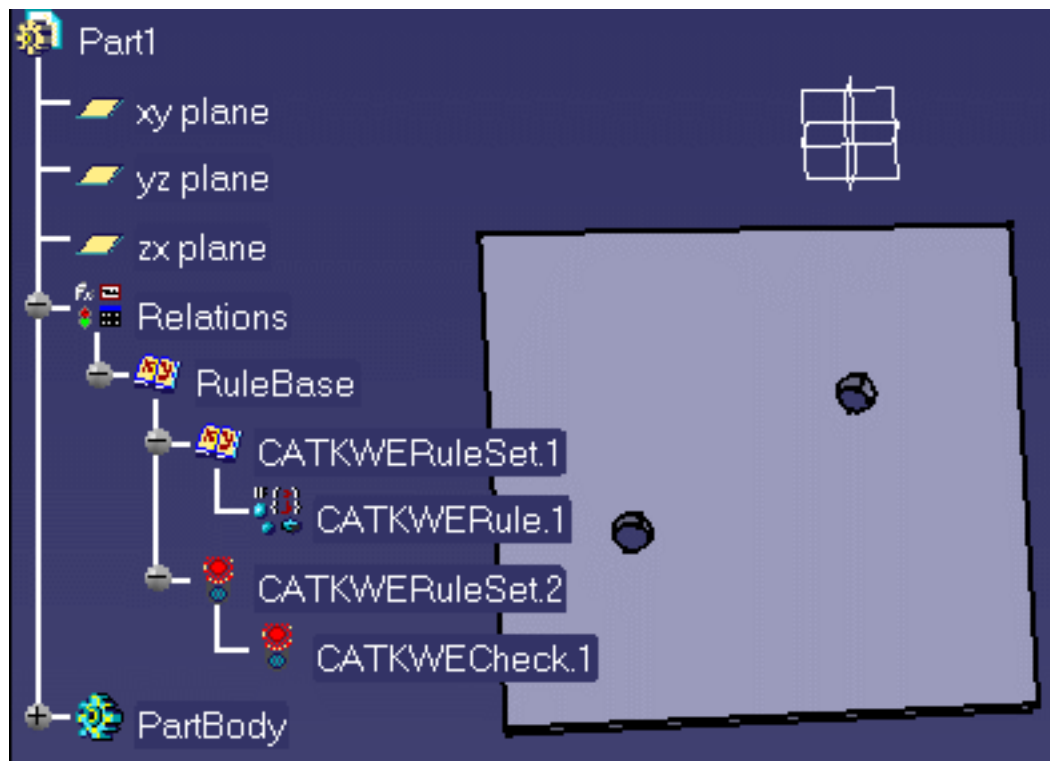 Part1
xy plane
yz plane
zx plane
Relations
RuleBase
CATKWERuleSet.1
CATKWERule.1
CATKWERuleSet.2
CATKWECheck.1
PartBody